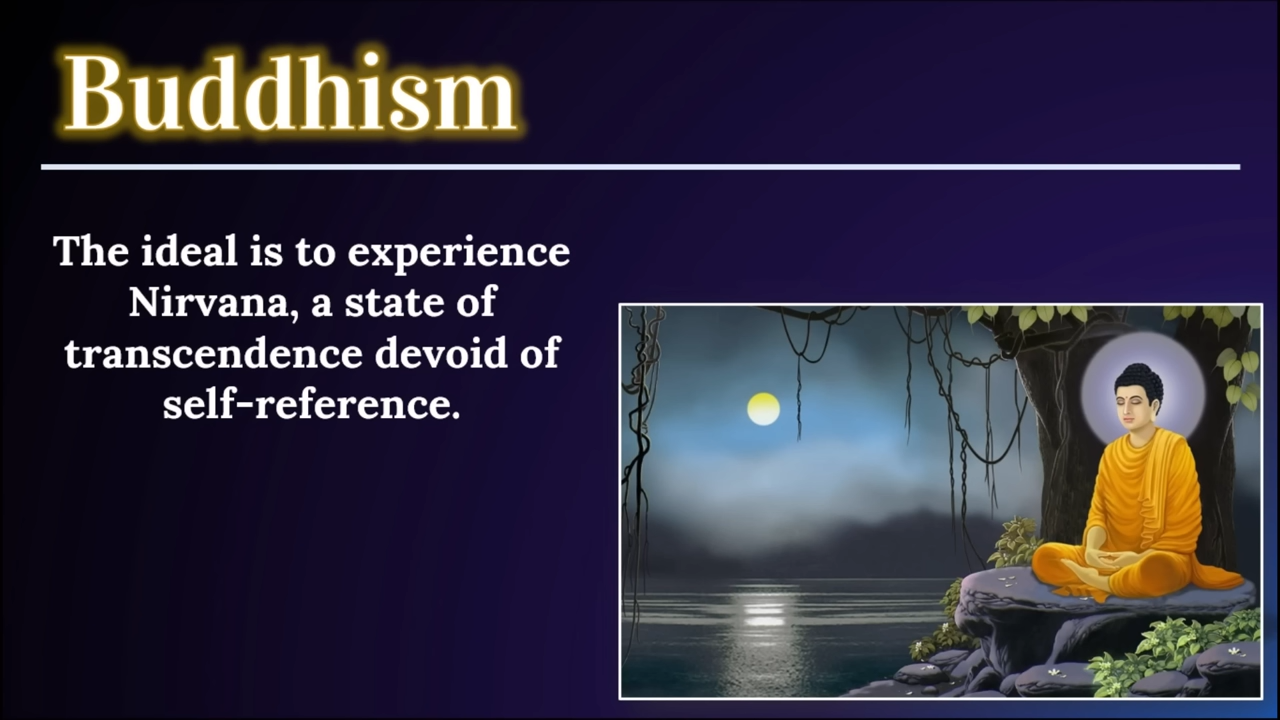 Buddhism
The ideal is to experience
Nirvana, a state of
transcendence devoid of
self-reference.